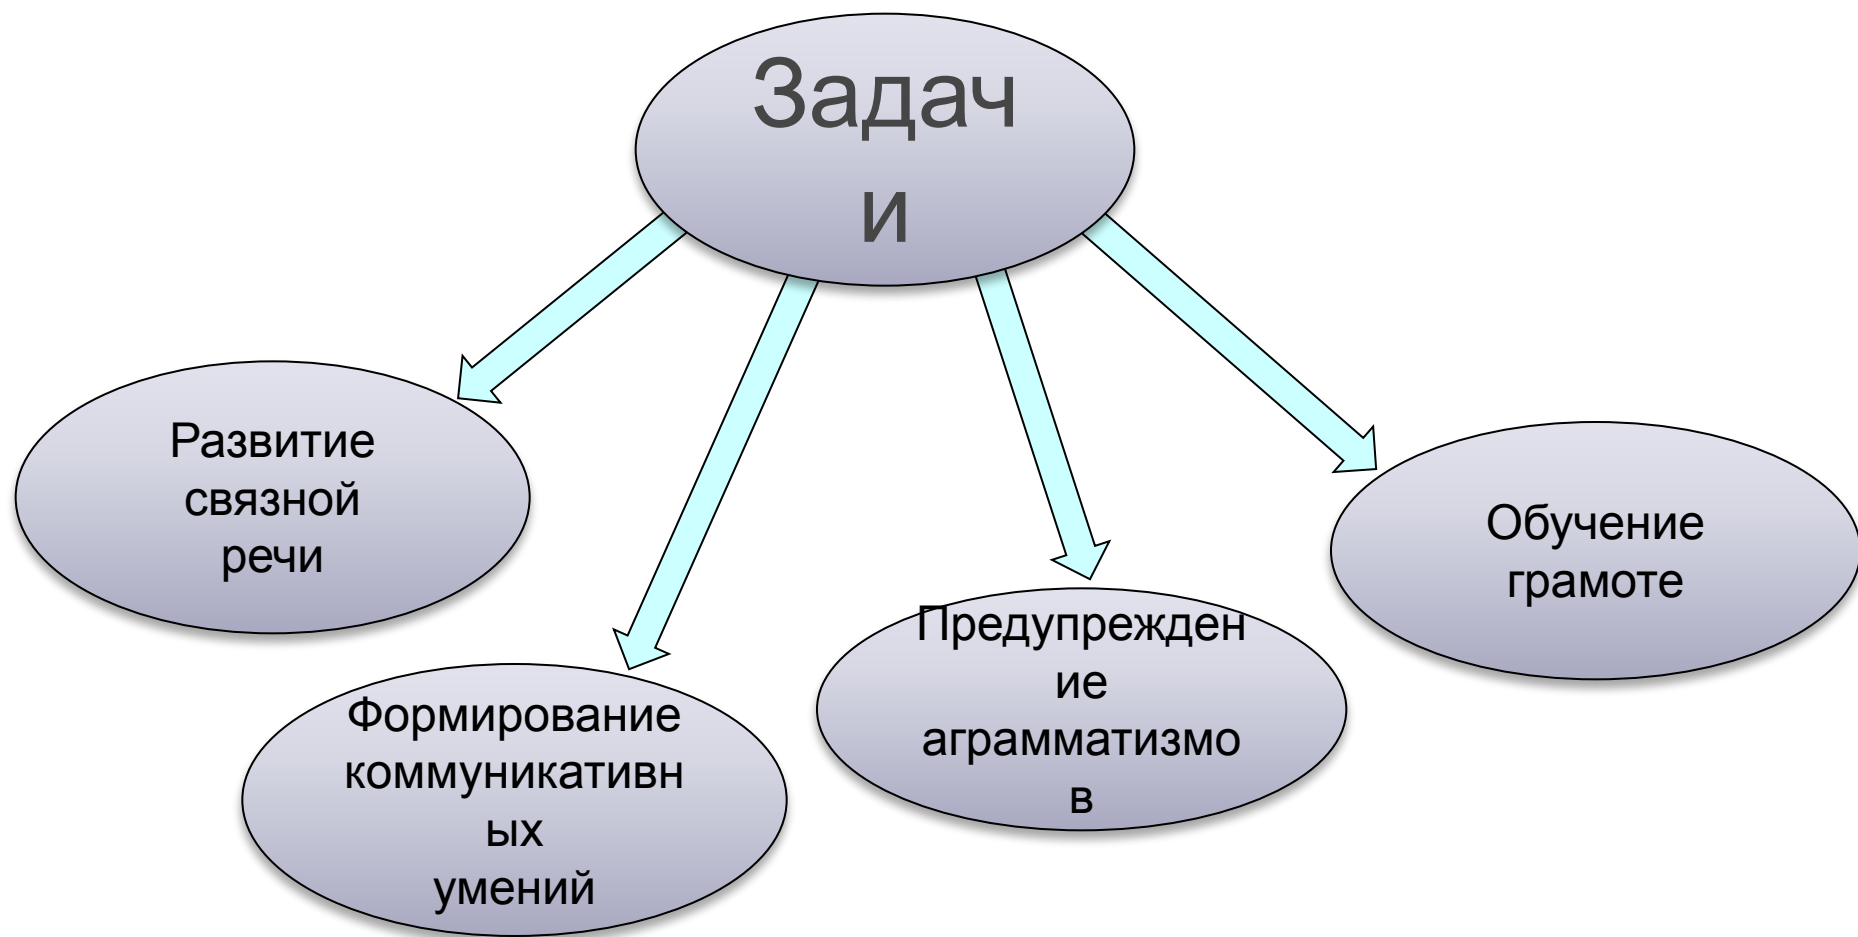 Задач
и
Развитие
связной
речи
Формирование
коммуникативн
ых
умений
Предупрежден
ие
аграмматизмо
в
Обучение
грамоте